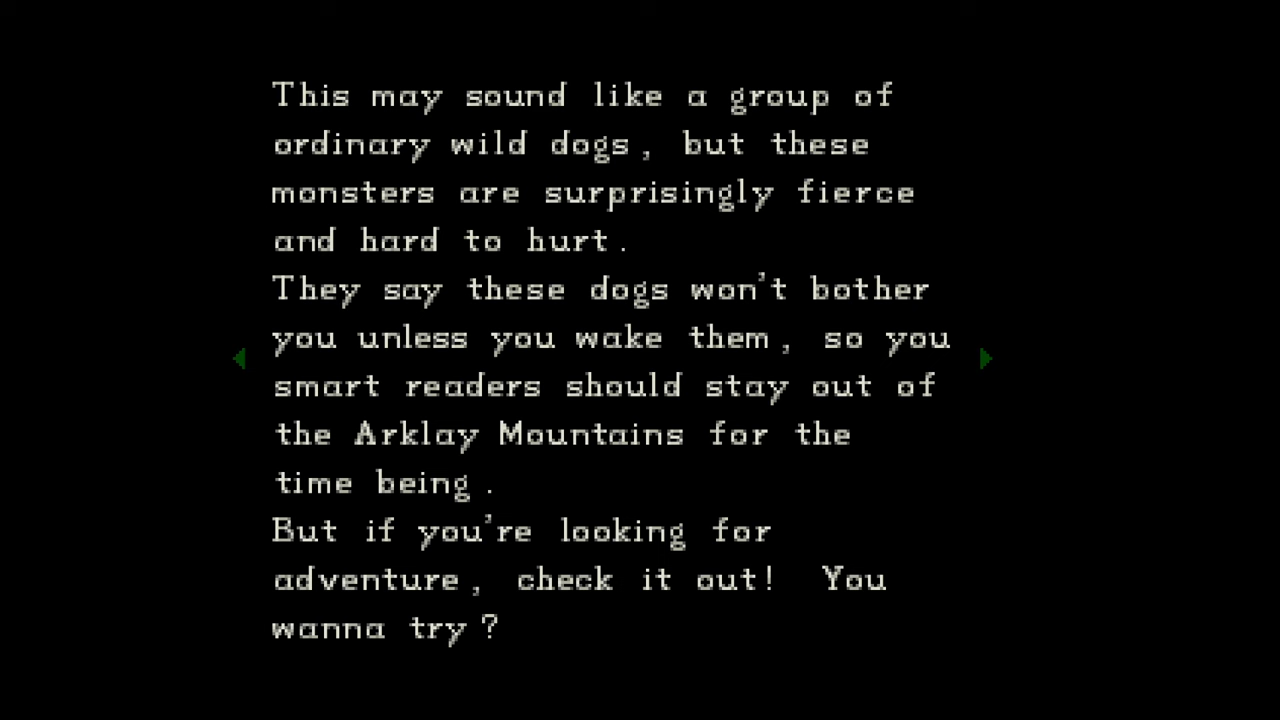 This may sound like a group of
ordinary wild dogs, but these
monsters are surprisingly fierce
and hard to hurt.
They say these dogs won't bother
you unless you wake them, so you
smart readers should stay out of
the Arklay Mountains for the
time being.
But if you're looking for
adventure, check it out! You
wanna try?